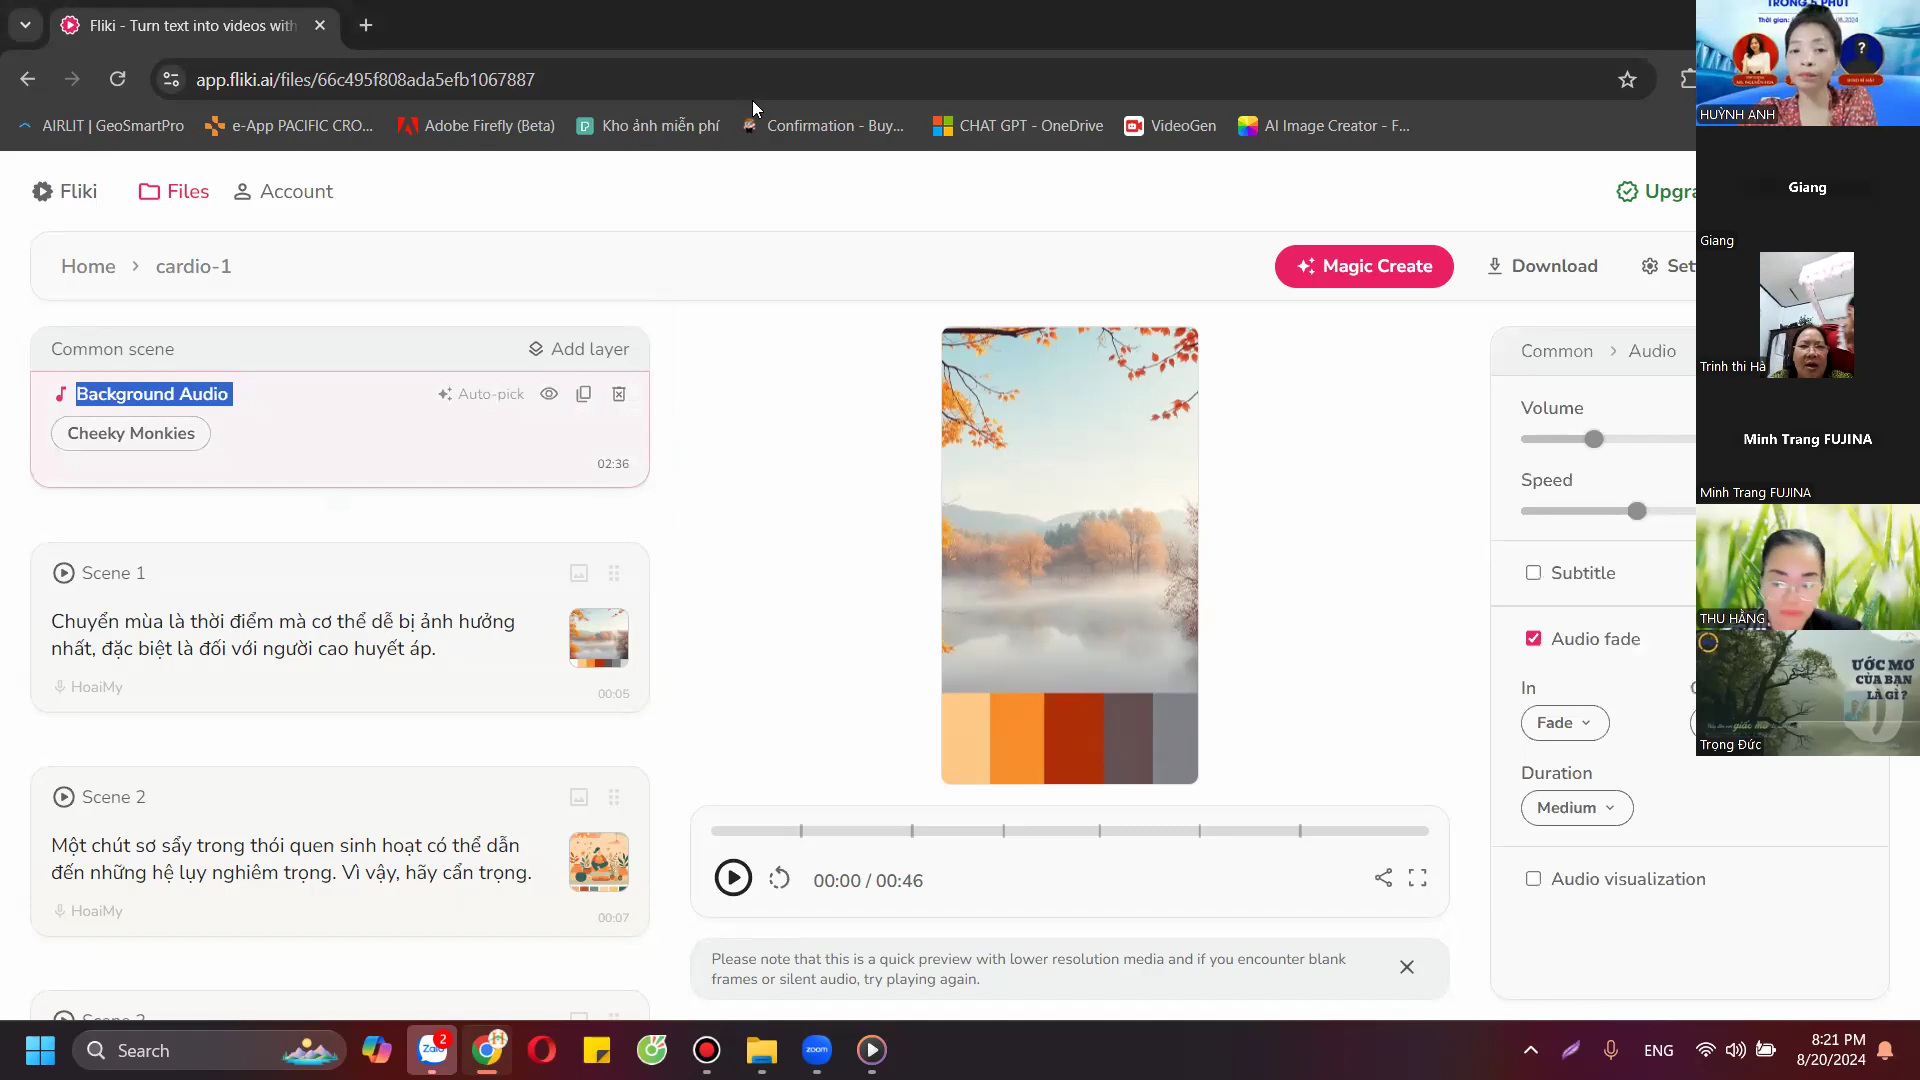 Fliki - Turn text into videos with
app.fliki.ai/files/66c495f808ada5efb1067887
AIRLIT | GeoSmartPro
e-App PACIFIC CRO...
Adobe Firefly (Beta)
Kho ảnh miễn phí
Confirmation - Buy...
CHAT GPT - OneDrive
VideoGen
AI Image Creator - F...
Fliki
Files
Account
Upgra
Home > cardio-1
Magic Create
Download
Set
Common scene
Add layer
Background Audio
Auto-pick
Cheeky Monkies
02:36
Scene 1
Chuyển mùa là thời điểm mà cơ thể dễ bị ảnh hưởng
nhất, đặc biệt là đối với người cao huyết áp.
HoaiMy
00:05
Scene 2
Một chút sơ sẩy trong thói quen sinh hoạt có thể dẫn
đến những hệ lụy nghiêm trọng. Vì vậy, hãy cẩn trọng.
HoaiMy
00:07
00:00 / 00:46
Please note that this is a quick preview with lower resolution media and if you encounter blank
frames or silent audio, try playing again.
Common > Audio
Volume
Speed
Subtitle
Audio fade
In
Fade
Duration
Medium
Audio visualization
TRONG 5 PHÚT
Thời gian:
HUỲNH ANH
Giang
Giang
Trinh thi Hà
Minh Trang FUJINA
Minh Trang FUJINA
THU HẰNG
ƯỚC MƠ
CỦA BẠN
LÀ GÌ ?
Trọng Đức
Search
Zalo
2
zoom
ENG
8:21 PM
8/20/2024